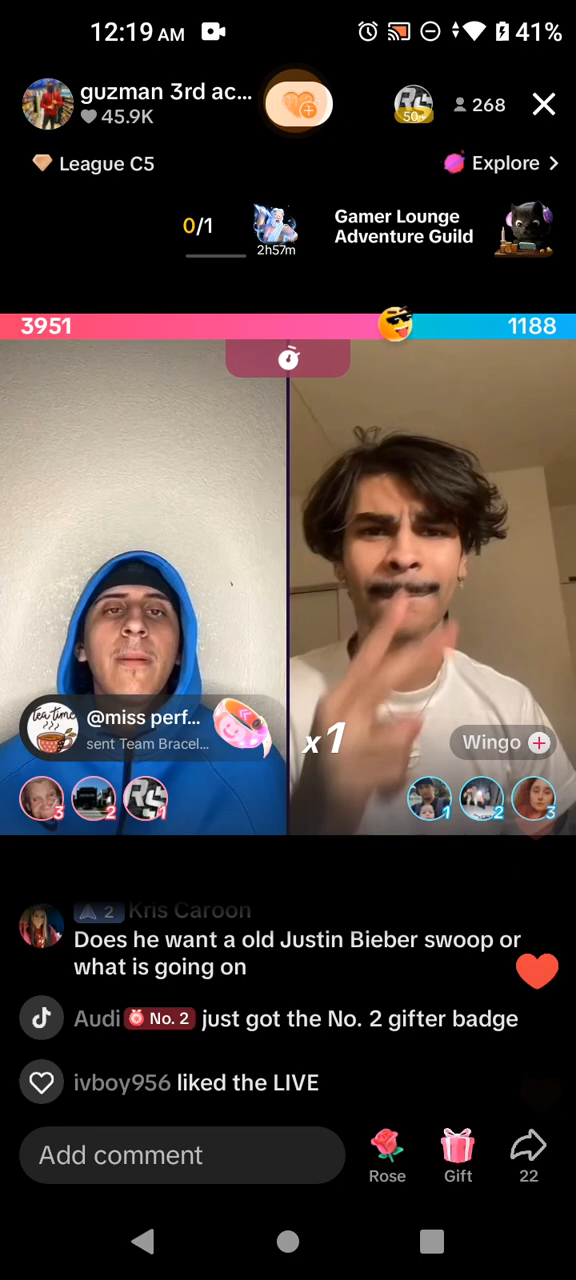 12:19 AM
41%
guzman 3rd ac...
45.9K
50+
268
League C5
Explore >
0/1
2h57m
Gamer Lounge
Adventure Guild
3951
1188
tea time
@miss perf...
sent Team Bracel...
x1
Wingo +
3
2
1
1
2
3
2 Kris Caroon
Does he want a old Justin Bieber swoop or
what is going on
Audi No. 2 just got the No. 2 gifter badge
ivboy956 liked the LIVE
Add comment
Rose
Gift
22